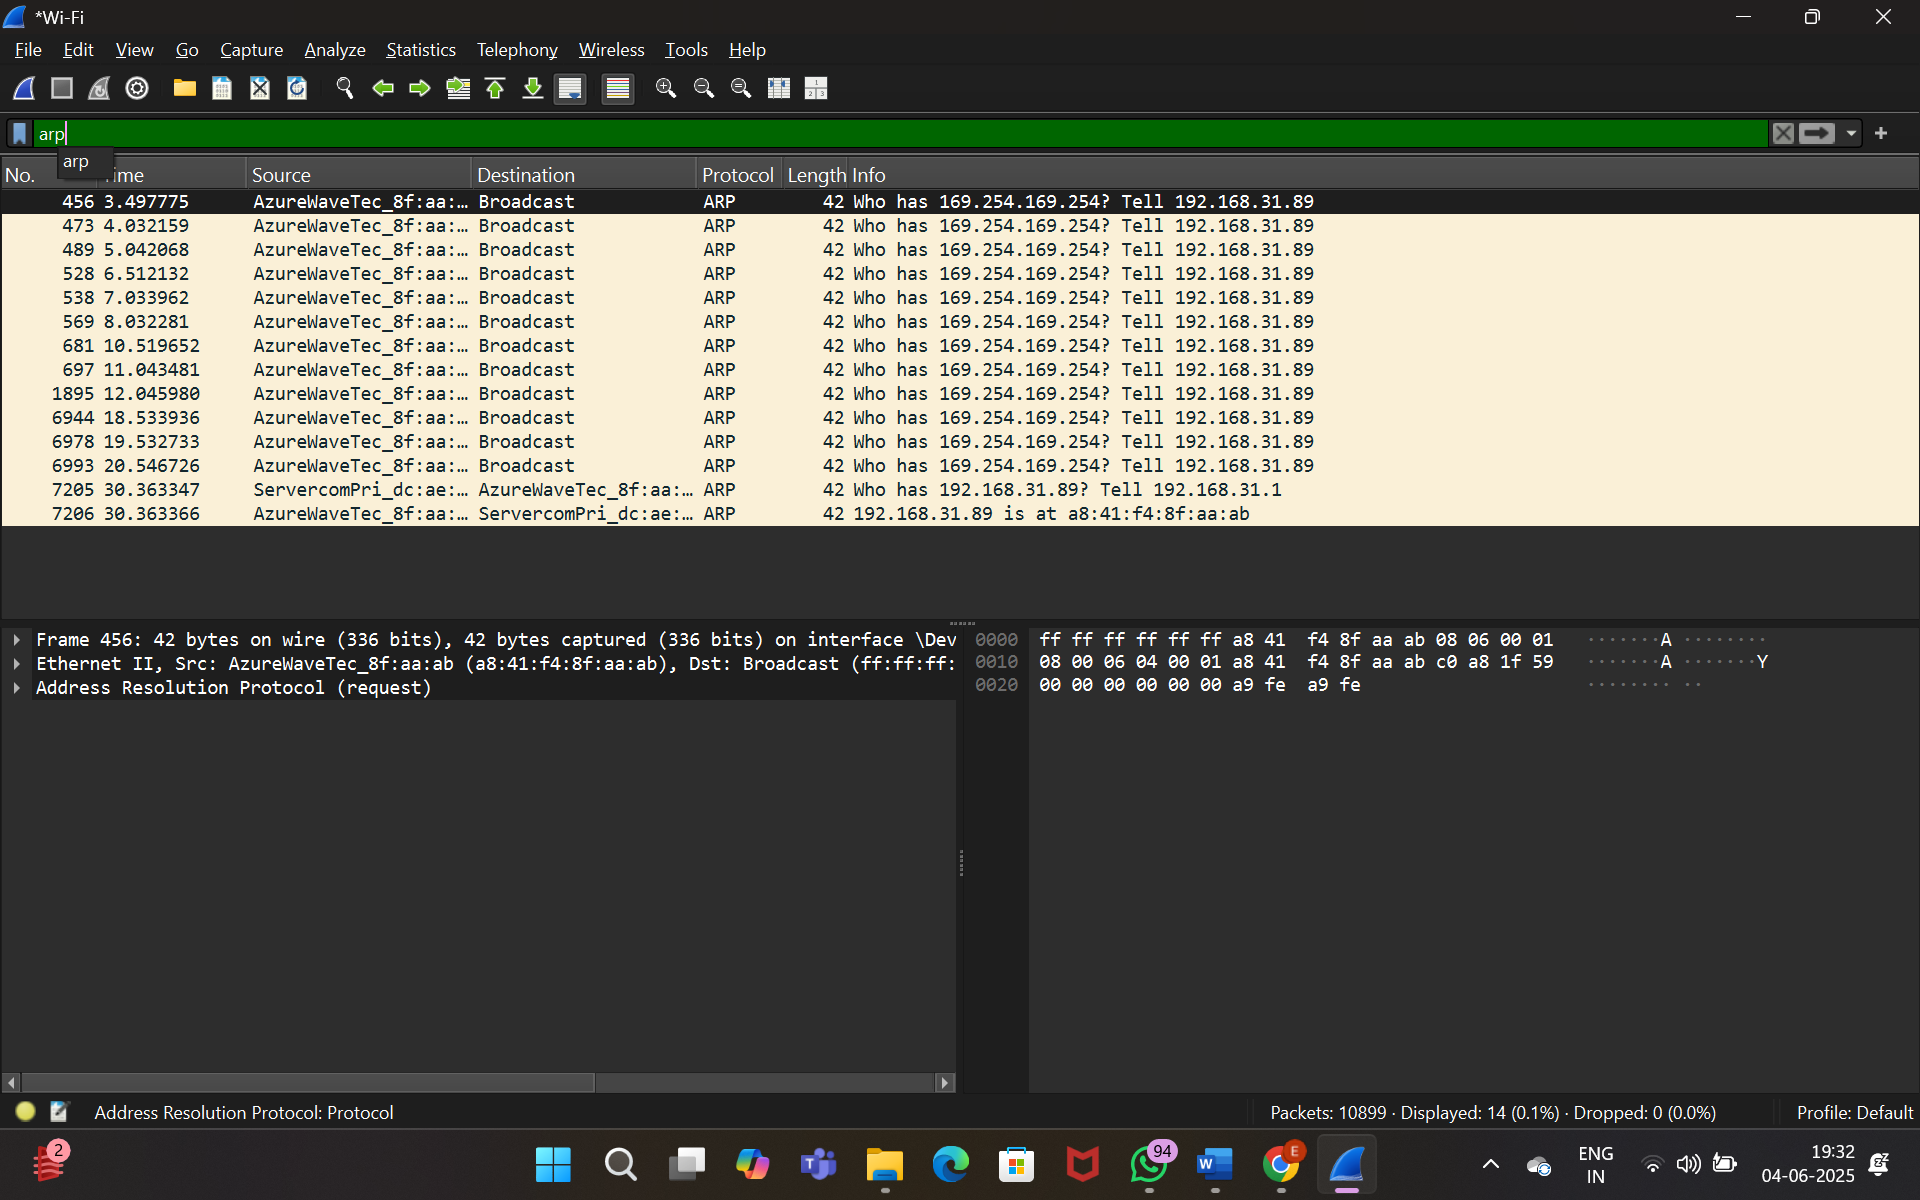 *Wi-Fi
File Edit View Go Capture Analyze Statistics Telephony Wireless Tools Help
arp
arp
No. ime Source Destination Protocol Length Info
456 3.497775 AzureWaveTec_8f:aa:… Broadcast ARP 42 Who has 169.254.169.254? Tell 192.168.31.89
473 4.032159 AzureWaveTec_8f:aa:… Broadcast ARP 42 Who has 169.254.169.254? Tell 192.168.31.89
489 5.042068 AzureWaveTec_8f:aa:… Broadcast ARP 42 Who has 169.254.169.254? Tell 192.168.31.89
528 6.512132 AzureWaveTec_8f:aa:… Broadcast ARP 42 Who has 169.254.169.254? Tell 192.168.31.89
538 7.033962 AzureWaveTec_8f:aa:… Broadcast ARP 42 Who has 169.254.169.254? Tell 192.168.31.89
569 8.032281 AzureWaveTec_8f:aa:… Broadcast ARP 42 Who has 169.254.169.254? Tell 192.168.31.89
681 10.519652 AzureWaveTec_8f:aa:… Broadcast ARP 42 Who has 169.254.169.254? Tell 192.168.31.89
697 11.043481 AzureWaveTec_8f:aa:… Broadcast ARP 42 Who has 169.254.169.254? Tell 192.168.31.89
1895 12.045980 AzureWaveTec_8f:aa:… Broadcast ARP 42 Who has 169.254.169.254? Tell 192.168.31.89
6944 18.533936 AzureWaveTec_8f:aa:… Broadcast ARP 42 Who has 169.254.169.254? Tell 192.168.31.89
6978 19.532733 AzureWaveTec_8f:aa:… Broadcast ARP 42 Who has 169.254.169.254? Tell 192.168.31.89
6993 20.546726 AzureWaveTec_8f:aa:… Broadcast ARP 42 Who has 169.254.169.254? Tell 192.168.31.89
7205 30.363347 ServercomPri_dc:ae:… AzureWaveTec_8f:aa:… ARP 42 Who has 192.168.31.89? Tell 192.168.31.1
7206 30.363366 AzureWaveTec_8f:aa:… ServercomPri_dc:ae:… ARP 42 192.168.31.89 is at a8:41:f4:8f:aa:ab
Frame 456: 42 bytes on wire (336 bits), 42 bytes captured (336 bits) on interface \Dev
Ethernet II, Src: AzureWaveTec_8f:aa:ab (a8:41:f4:8f:aa:ab), Dst: Broadcast (ff:ff:ff:
Address Resolution Protocol (request)
0000 ff ff ff ff ff ff a8 41 f4 8f aa ab 08 06 00 01 ·······A ········
0010 08 00 06 04 00 01 a8 41 f4 8f aa ab c0 a8 1f 59 ·······A ·······Y
0020 00 00 00 00 00 00 a9 fe a9 fe ········ ··
Address Resolution Protocol: Protocol
Packets: 10899 · Displayed: 14 (0.1%) · Dropped: 0 (0.0%)
Profile: Default
2
94
E
ENG
IN
19:32
04-06-2025